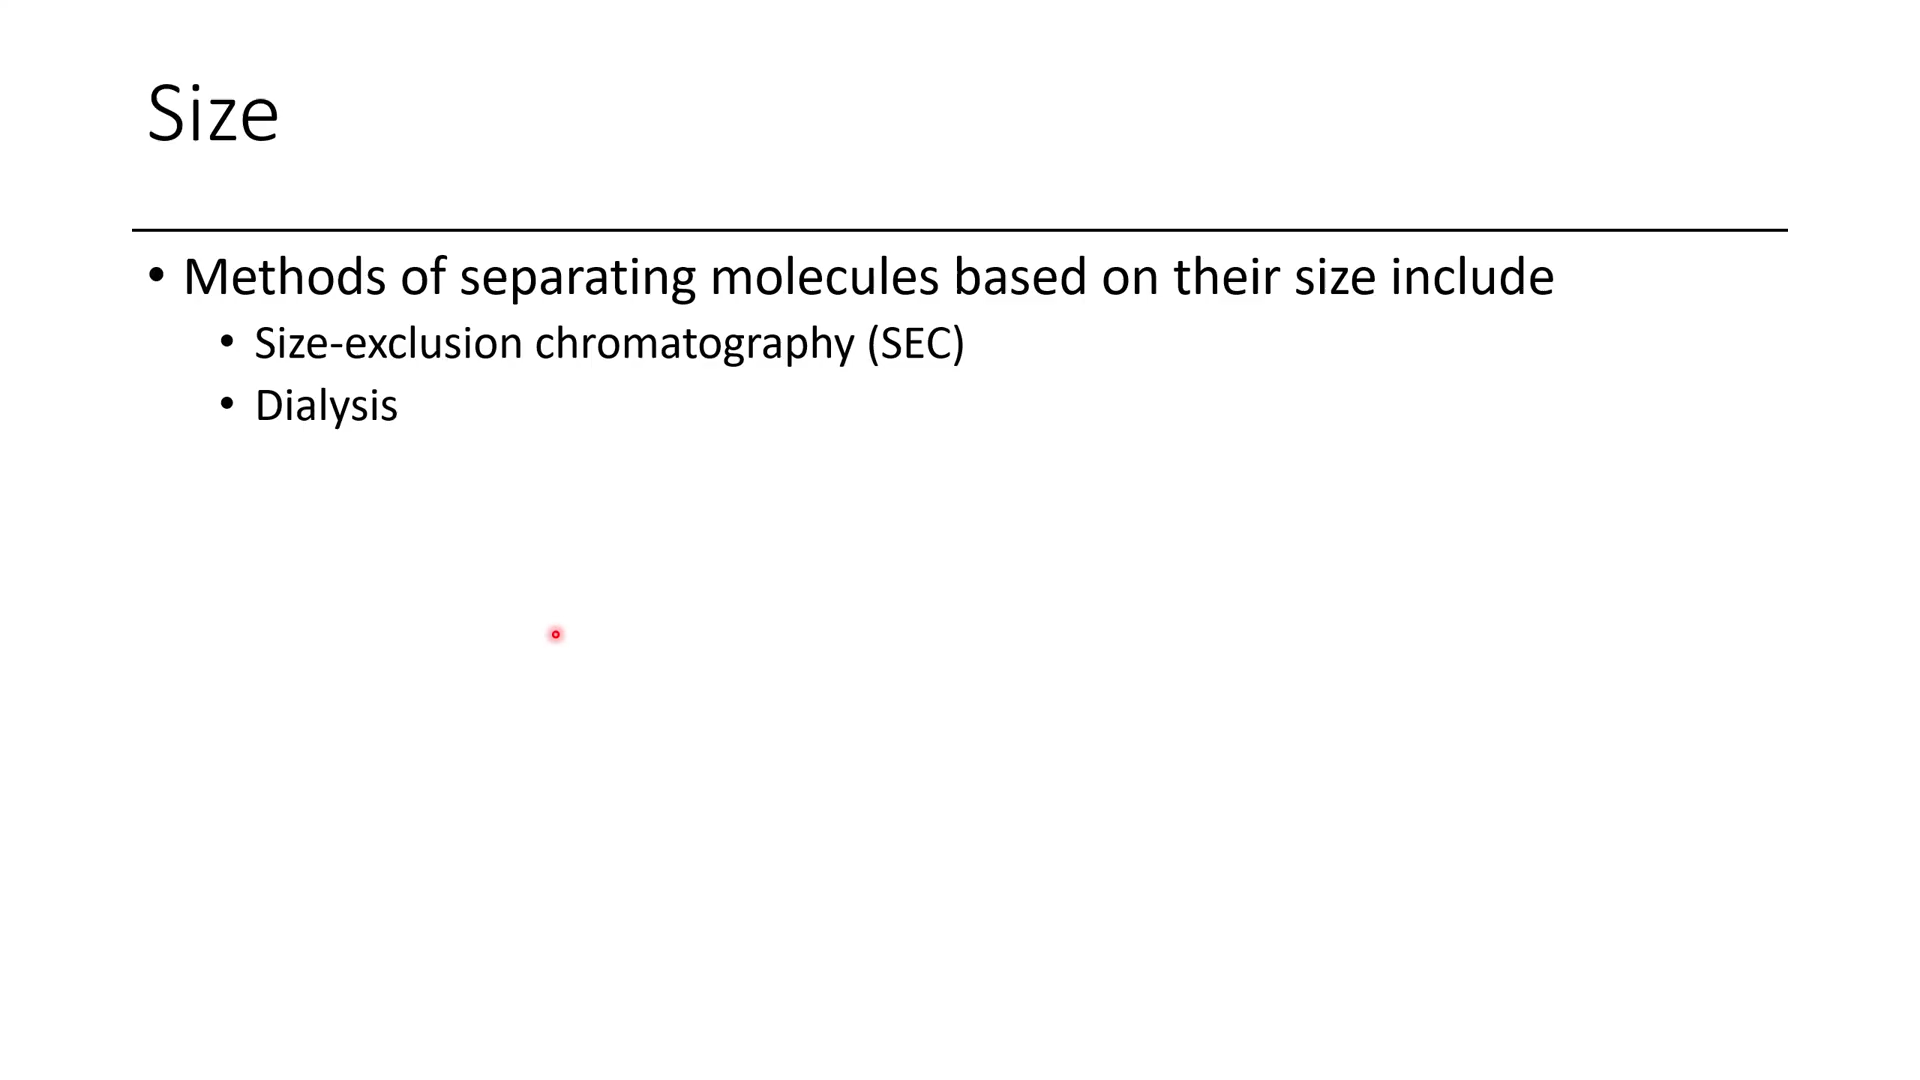 Size
• Methods of separating molecules based on their size include
• Size-exclusion chromatography (SEC)
• Dialysis